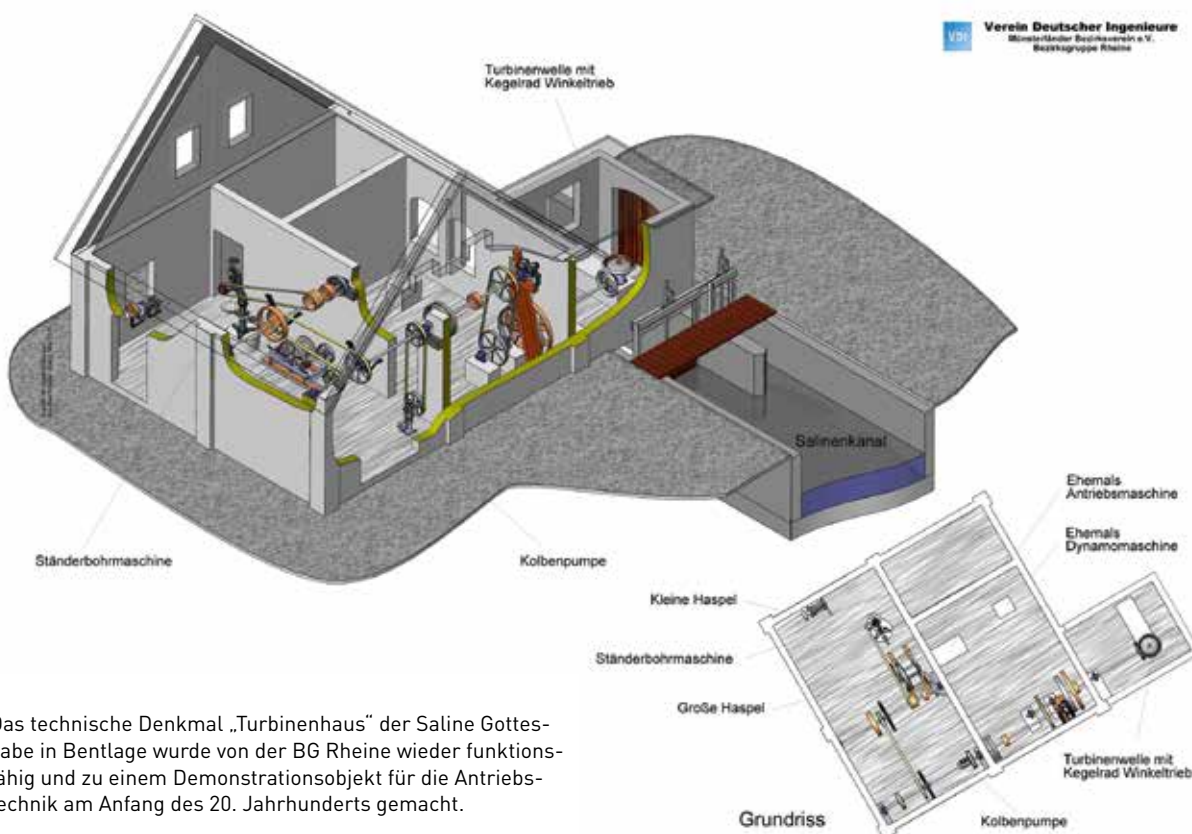 VDI
Verein Deutscher Ingenieure
Münsterländer Bezirksverein e.V.
Bezirksgruppe Rheine
Turbinenwelle mit
Kegelrad Winkeltrieb
Salinenkanal
Ständerbohrmaschine
Kolbenpumpe
Ehemals
Antriebsmaschine
Ehemals
Dynamomaschine
Kleine Haspel
Ständerbohrmaschine
Große Haspel
Turbinenwelle mit
Kegelrad Winkeltrieb
Grundriss
Kolbenpumpe
Das technische Denkmal „Turbinenhaus“ der Saline Gottes-
abe in Bentlage wurde von der BG Rheine wieder funktions-
ähig und zu einem Demonstrationsobjekt für die Antriebs-
echnik am Anfang des 20. Jahrhunderts gemacht.